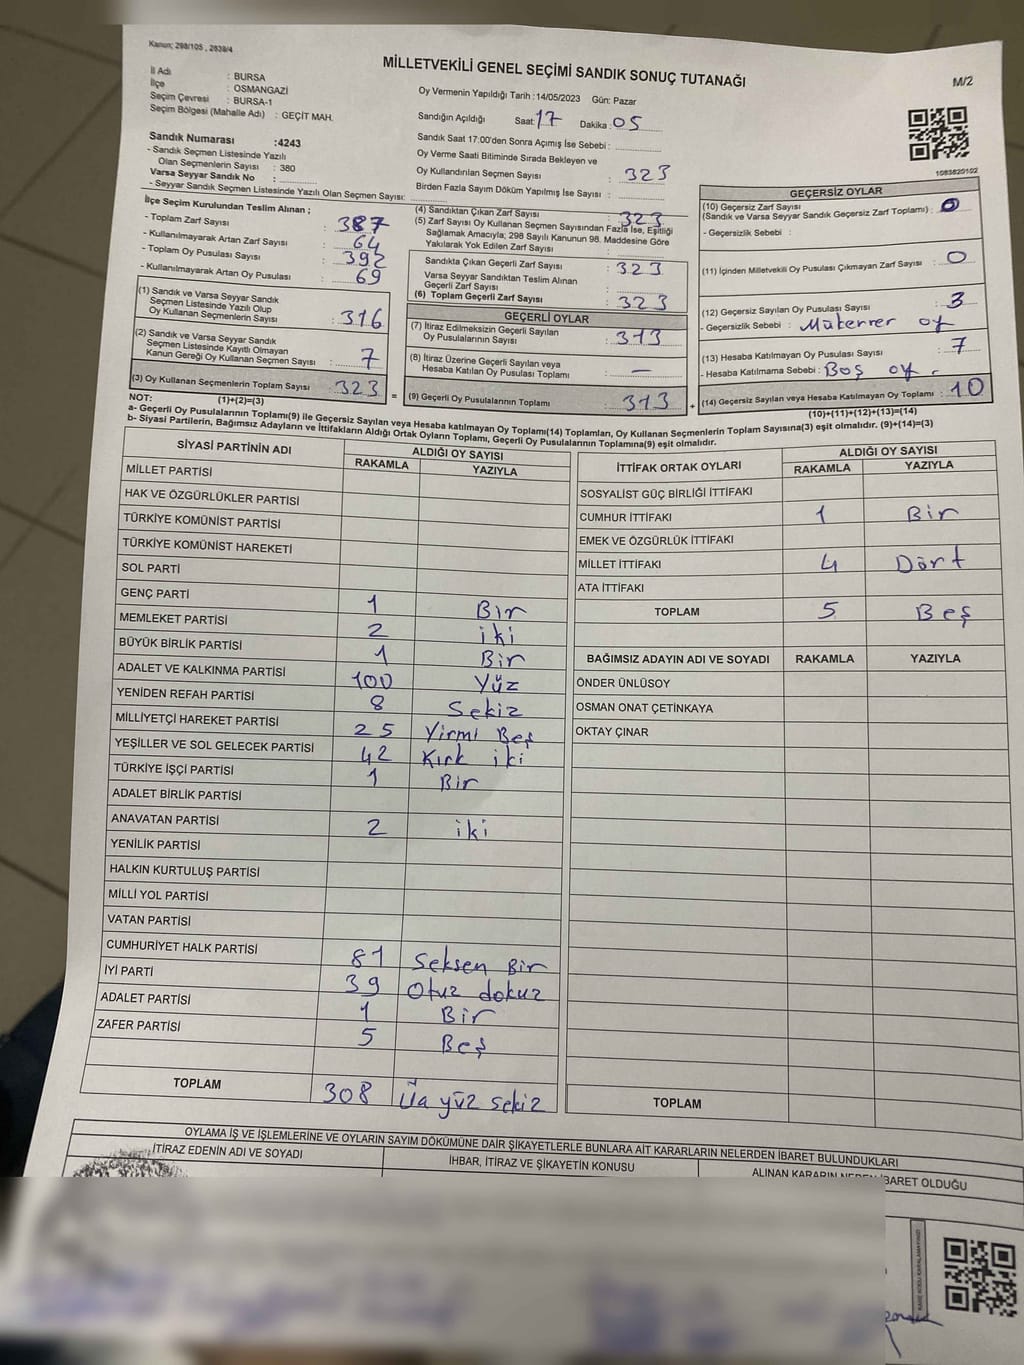 Kanun; 298/105 , 2839/4
MİLLETVEKİLİ GENEL SEÇİMİ SANDIK SONUÇ TUTANAĞI
M/2
İl Adı : BURSA
İlçe : OSMANGAZİ
Seçim Çevresi : BURSA-1
Seçim Bölgesi (Mahalle Adı) : GEÇİT MAH.
Sandık Numarası :4243
- Sandık Seçmen Listesinde Yazılı
Olan Seçmenlerin Sayısı : 380
Varsa Seyyar Sandık No :
- Seyyar Sandık Seçmen Listesinde Yazılı Olan Seçmen Sayısı:
Oy Vermenin Yapıldığı Tarih :14/05/2023 Gün: Pazar
Sandığın Açıldığı Saat: 17 Dakika : 05
Sandık Saat 17:00'den Sonra Açımış İse Sebebi :
Oy Verme Saati Bitiminde Sırada Bekleyen ve
Oy Kullandırılan Seçmen Sayısı : 323
Birden Fazla Sayım Döküm Yapılmış İse Sayısı :
1083820102
İlçe Seçim Kurulundan Teslim Alınan ;
- Toplam Zarf Sayısı : 387
- Kullanılmayarak Artan Zarf Sayısı : 64
- Toplam Oy Pusulası Sayısı : 392
- Kullanılmayarak Artan Oy Pusulası : 69
(1) Sandık ve Varsa Seyyar Sandık
Seçmen Listesinde Yazılı Olup
Oy Kullanan Seçmenlerin Sayısı : 316
(2) Sandık ve Varsa Seyyar Sandık
Seçmen Listesinde Kayıtlı Olmayan
Kanun Gereği Oy Kullanan Seçmen Sayısı : 7
(3) Oy Kullanan Seçmenlerin Toplam Sayısı : 323
(1)+(2)=(3)
(4) Sandıktan Çıkan Zarf Sayısı : 323
(5) Zarf Sayısı Oy Kullanan Seçmen Sayısından Fazla İse, Eşitliği
Sağlamak Amacıyla; 298 Sayılı Kanunun 98. Maddesine Göre
Yakılarak Yok Edilen Zarf Sayısı :
Sandıkta Çıkan Geçerli Zarf Sayısı : 323
Varsa Seyyar Sandıktan Teslim Alınan
Geçerli Zarf Sayısı :
(6) Toplam Geçerli Zarf Sayısı : 323
GEÇERLİ OYLAR
(7) İtiraz Edilmeksizin Geçerli Sayılan
Oy Pusulalarının Sayısı : 313
(8) İtiraz Üzerine Geçerli Sayılan veya
Hesaba Katılan Oy Pusulası Toplamı : —
= (9) Geçerli Oy Pusulalarının Toplamı : 313
GEÇERSİZ OYLAR
(10) Geçersiz Zarf Sayısı
(Sandık ve Varsa Seyyar Sandık Geçersiz Zarf Toplamı) : 0
- Geçersizlik Sebebi :
(11) İçinden Milletvekili Oy Pusulası Çıkmayan Zarf Sayısı : 0
(12) Geçersiz Sayılan Oy Pusulası Sayısı : 3
- Geçersizlik Sebebi : Mükerrer oy
(13) Hesaba Katılmayan Oy Pusulası Sayısı : 7
- Hesaba Katılmama Sebebi : Boş oy.
+ (14) Geçersiz Sayılan veya Hesaba Katılmayan Oy Toplamı : 10
(10)+(11)+(12)+(13)=(14)
NOT:
a- Geçerli Oy Pusulalarının Toplamı(9) ile Geçersiz Sayılan veya Hesaba katılmayan Oy Toplamı(14) Toplamları, Oy Kullanan Seçmenlerin Toplam Sayısına(3) eşit olmalıdır. (9)+(14)=(3)
b- Siyasi Partilerin, Bağımsız Adayların ve İttifakların Aldığı Ortak Oyların Toplamı, Geçerli Oy Pusulalarının Toplamına(9) eşit olmalıdır.
SİYASİ PARTİNİN ADI ALDIĞI OY SAYISI
RAKAMLA YAZIYLA
MİLLET PARTİSİ
HAK VE ÖZGÜRLÜKLER PARTİSİ
TÜRKİYE KOMÜNİST PARTİSİ
TÜRKİYE KOMÜNİST HAREKETİ
SOL PARTİ
GENÇ PARTİ 1 Bir
MEMLEKET PARTİSİ 2 iki
BÜYÜK BİRLİK PARTİSİ 1 Bir
ADALET VE KALKINMA PARTİSİ 100 Yüz
YENİDEN REFAH PARTİSİ 8 Sekiz
MİLLİYETÇİ HAREKET PARTİSİ 25 Yirmi Beş
YEŞİLLER VE SOL GELECEK PARTİSİ 42 Kırk iki
TÜRKİYE İŞÇİ PARTİSİ 1 Bir
ADALET BİRLİK PARTİSİ
ANAVATAN PARTİSİ 2 iki
YENİLİK PARTİSİ
HALKIN KURTULUŞ PARTİSİ
MİLLİ YOL PARTİSİ
VATAN PARTİSİ
CUMHURİYET HALK PARTİSİ 81 Seksen Bir
İYİ PARTİ 39 Otuz dokuz
ADALET PARTİSİ 1 Bir
ZAFER PARTİSİ 5 Beş
TOPLAM 308 Üç yüz sekiz
İTTİFAK ORTAK OYLARI ALDIĞI OY SAYISI
RAKAMLA YAZIYLA
SOSYALİST GÜÇ BİRLİĞİ İTTİFAKI
CUMHUR İTTİFAKI 1 Bir
EMEK VE ÖZGÜRLÜK İTTİFAKI
MİLLET İTTİFAKI 4 Dört
ATA İTTİFAKI
TOPLAM 5 Beş
BAĞIMSIZ ADAYIN ADI VE SOYADI RAKAMLA YAZIYLA
ÖNDER ÜNLÜSOY
OSMAN ONAT ÇETİNKAYA
OKTAY ÇINAR
TOPLAM
OYLAMA İŞ VE İŞLEMLERİNE VE OYLARIN SAYIM DÖKÜMÜNE DAİR ŞİKAYETLERLE BUNLARA AİT KARARLARIN NELERDEN İBARET BULUNDUKLARI
İTİRAZ EDENİN ADI VE SOYADI
İHBAR, İTİRAZ VE ŞİKAYETİN KONUSU
ALINAN KARARIN NEDEN İBARET OLDUĞU